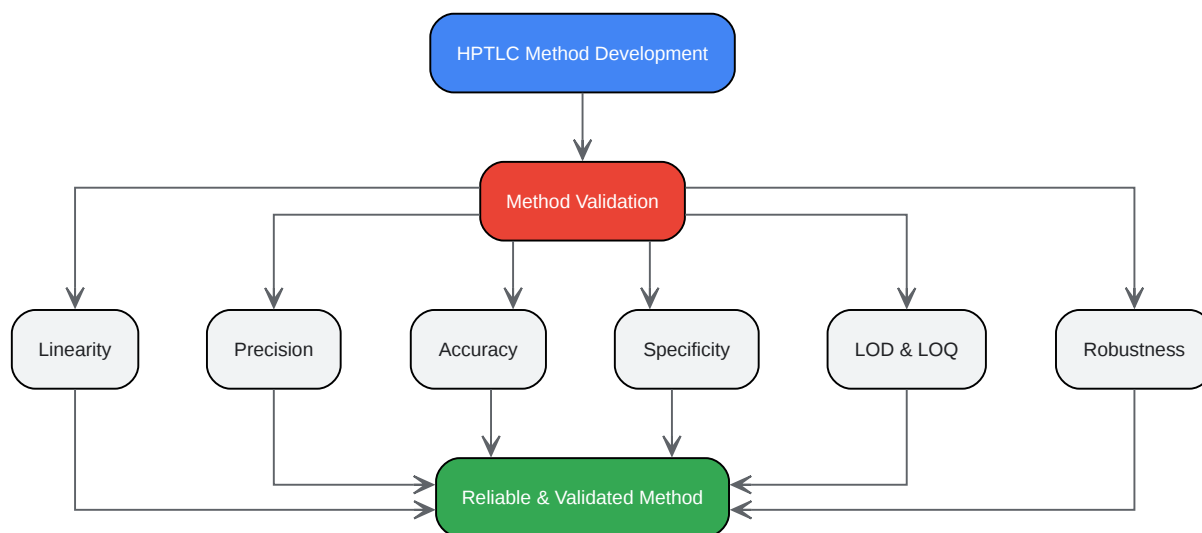 HPTLC Method Development
Method Validation
Linearity
Precision
Accuracy
Specificity
LOD & LOQ
Robustness
Reliable & Validated Method